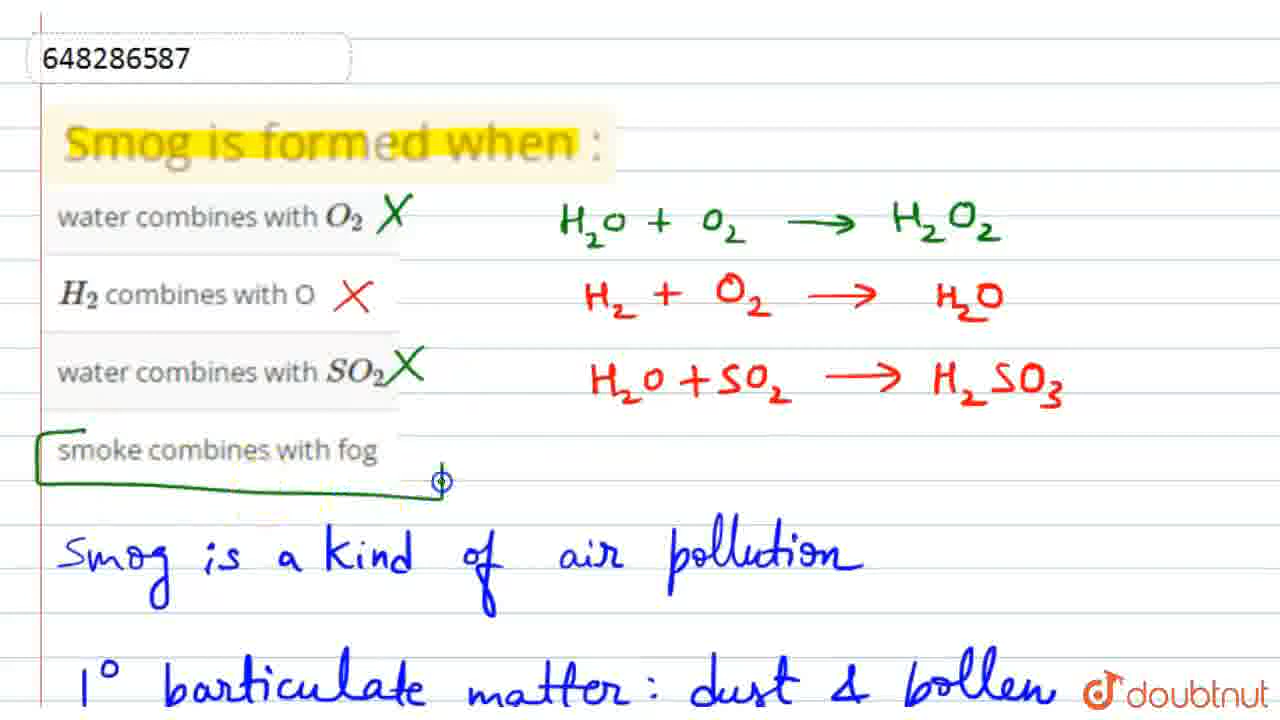 648286587
Smog is formed when :
water combines with O₂ X H₂O + O₂ → H₂O₂
H₂ combines with O X H₂ + O₂ → H₂O
water combines with SO₂ X H₂O + SO₂ → H₂SO₃
smoke combines with fog
Smog is a kind of air pollution
1° particulate matter : dust & pollen
doubtnut